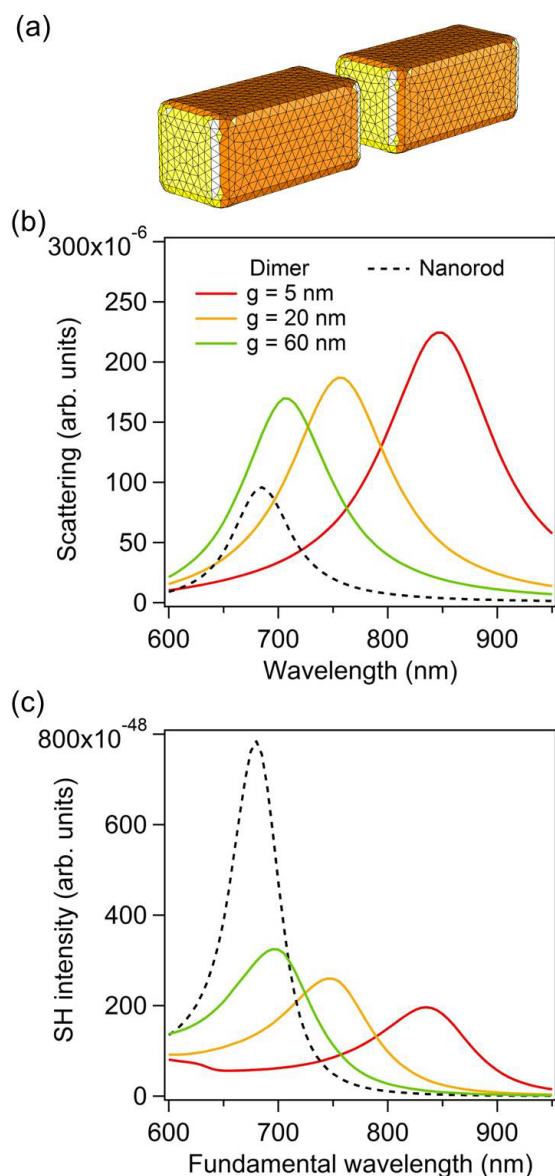 (a)
(b)
300x10⁻⁶
250
200
150
100
50
0
Scattering (arb. units)
Dimer
g = 5 nm
g = 20 nm
g = 60 nm
Nanorod
600 700 800 900
Wavelength (nm)
(c)
800x10⁻⁴⁸
600
400
200
0
SH intensity (arb. units)
600 700 800 900
Fundamental wavelength (nm)